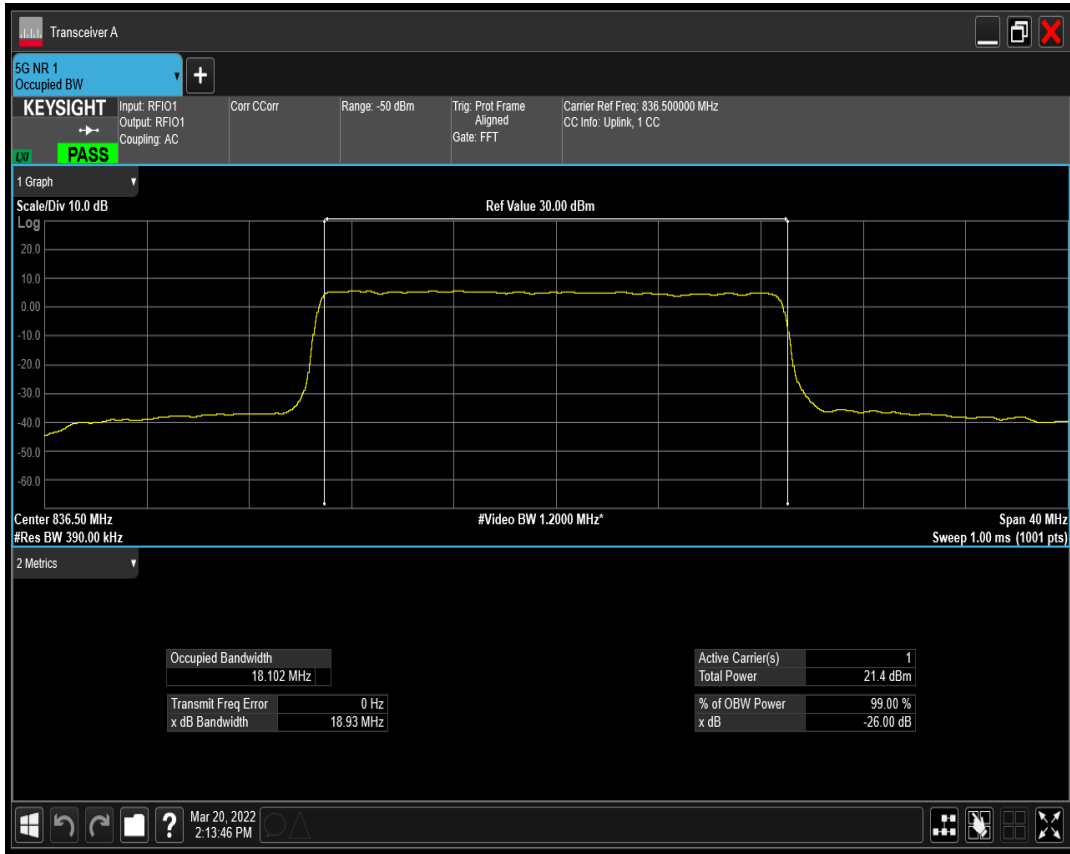 Transceiver A
5G NR 1
Occupied BW
KEYSIGHT
LXI
PASS
Input: RFIO1
Output: RFIO1
Coupling: AC
Corr CCorr
Range: -50 dBm
Trig: Prot Frame
Aligned
Gate: FFT
Carrier Ref Freq: 836.500000 MHz
CC Info: Uplink, 1 CC
1 Graph
Scale/Div 10.0 dB
Ref Value 30.00 dBm
Log
20.0
10.0
0.00
-10.0
-20.0
-30.0
-40.0
-50.0
-60.0
Center 836.50 MHz
#Video BW 1.2000 MHz*
Span 40 MHz
#Res BW 390.00 kHz
Sweep 1.00 ms (1001 pts)
2 Metrics
Occupied Bandwidth
18.102 MHz
Transmit Freq Error 0 Hz
x dB Bandwidth 18.93 MHz
Active Carrier(s) 1
Total Power 21.4 dBm
% of OBW Power 99.00 %
x dB -26.00 dB
?
Mar 20, 2022
2:13:46 PM